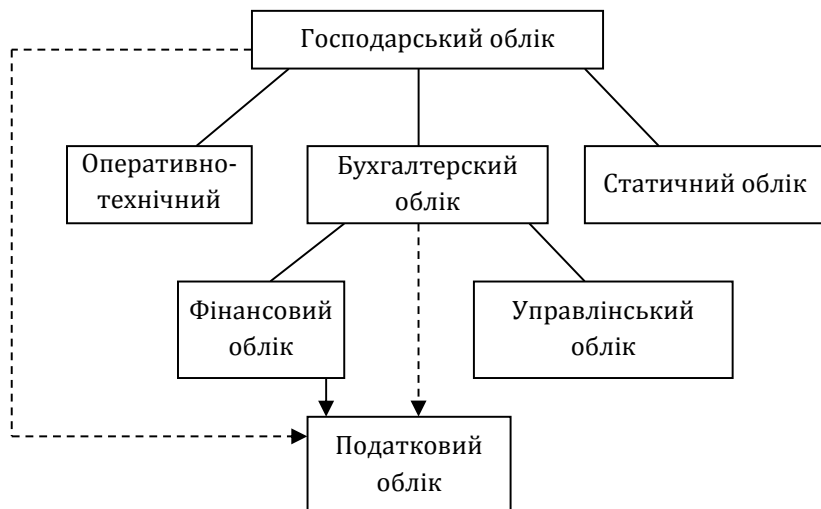 Господарський облік
Оперативно-
технічний
Бухгалтерский
облік
Статичний облік
Фінансовий
облік
Управлінський
облік
Податковий
облік